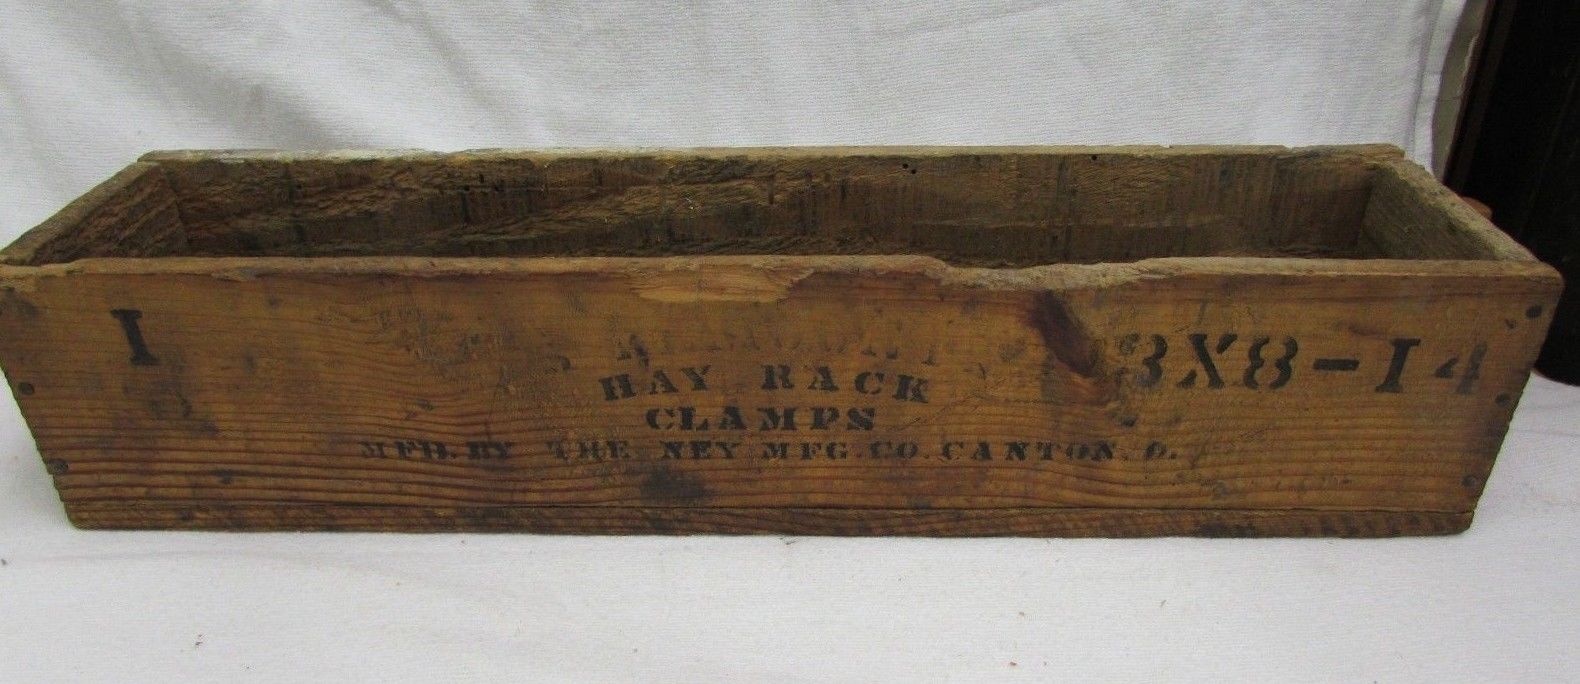 I
3X8-14
HAY RACK
CLAMPS
MFD. BY THE NEY MFG. CO. CANTON. O.